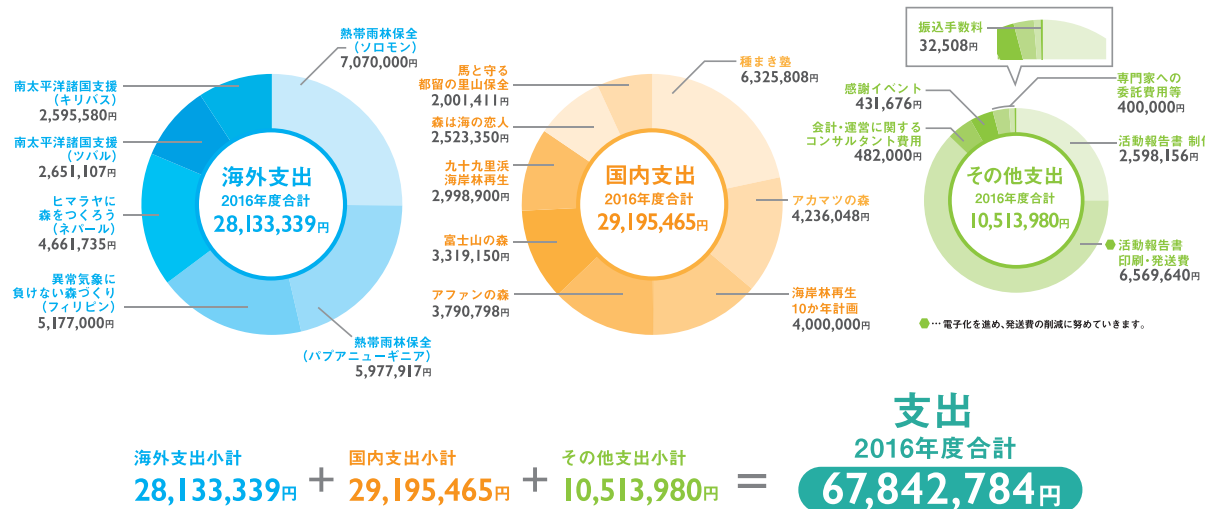 熱帯雨林保全
(ソロモン)
7,070,000円
南太平洋諸国支援
(キリバス)
2,595,580円
南太平洋諸国支援
(ツバル)
2,651,107円
ヒマラヤに
森をつくろう
(ネパール)
4,661,735円
異常気象に
負けない森づくり
(フィリピン)
5,177,000円
熱帯雨林保全
(パプアニューギニア)
5,977,917円
海外支出
2016年度合計
28,133,339円
馬と守る
都留の里山保全
2,001,411円
森は海の恋人
2,523,350円
九十九里浜
海岸林再生
2,998,900円
富士山の森
3,319,150円
アファンの森
3,790,798円
種まき塾
6,325,808円
アカマツの森
4,236,048円
海岸林再生
10か年計画
4,000,000円
国内支出
2016年度合計
29,195,465円
振込手数料
32,508円
感謝イベント
431,676円
会計・運営に関する
コンサルタント費用
482,000円
専門家への
委託費用等
400,000円
活動報告書 制
2,598,156円
活動報告書
印刷・発送費
6,569,640円
その他支出
2016年度合計
10,513,980円
…電子化を進め、発送費の削減に努めていきます。
海外支出小計
28,133,339円
+
国内支出小計
29,195,465円
+
その他支出小計
10,513,980円
=
支出
2016年度合計
67,842,784円